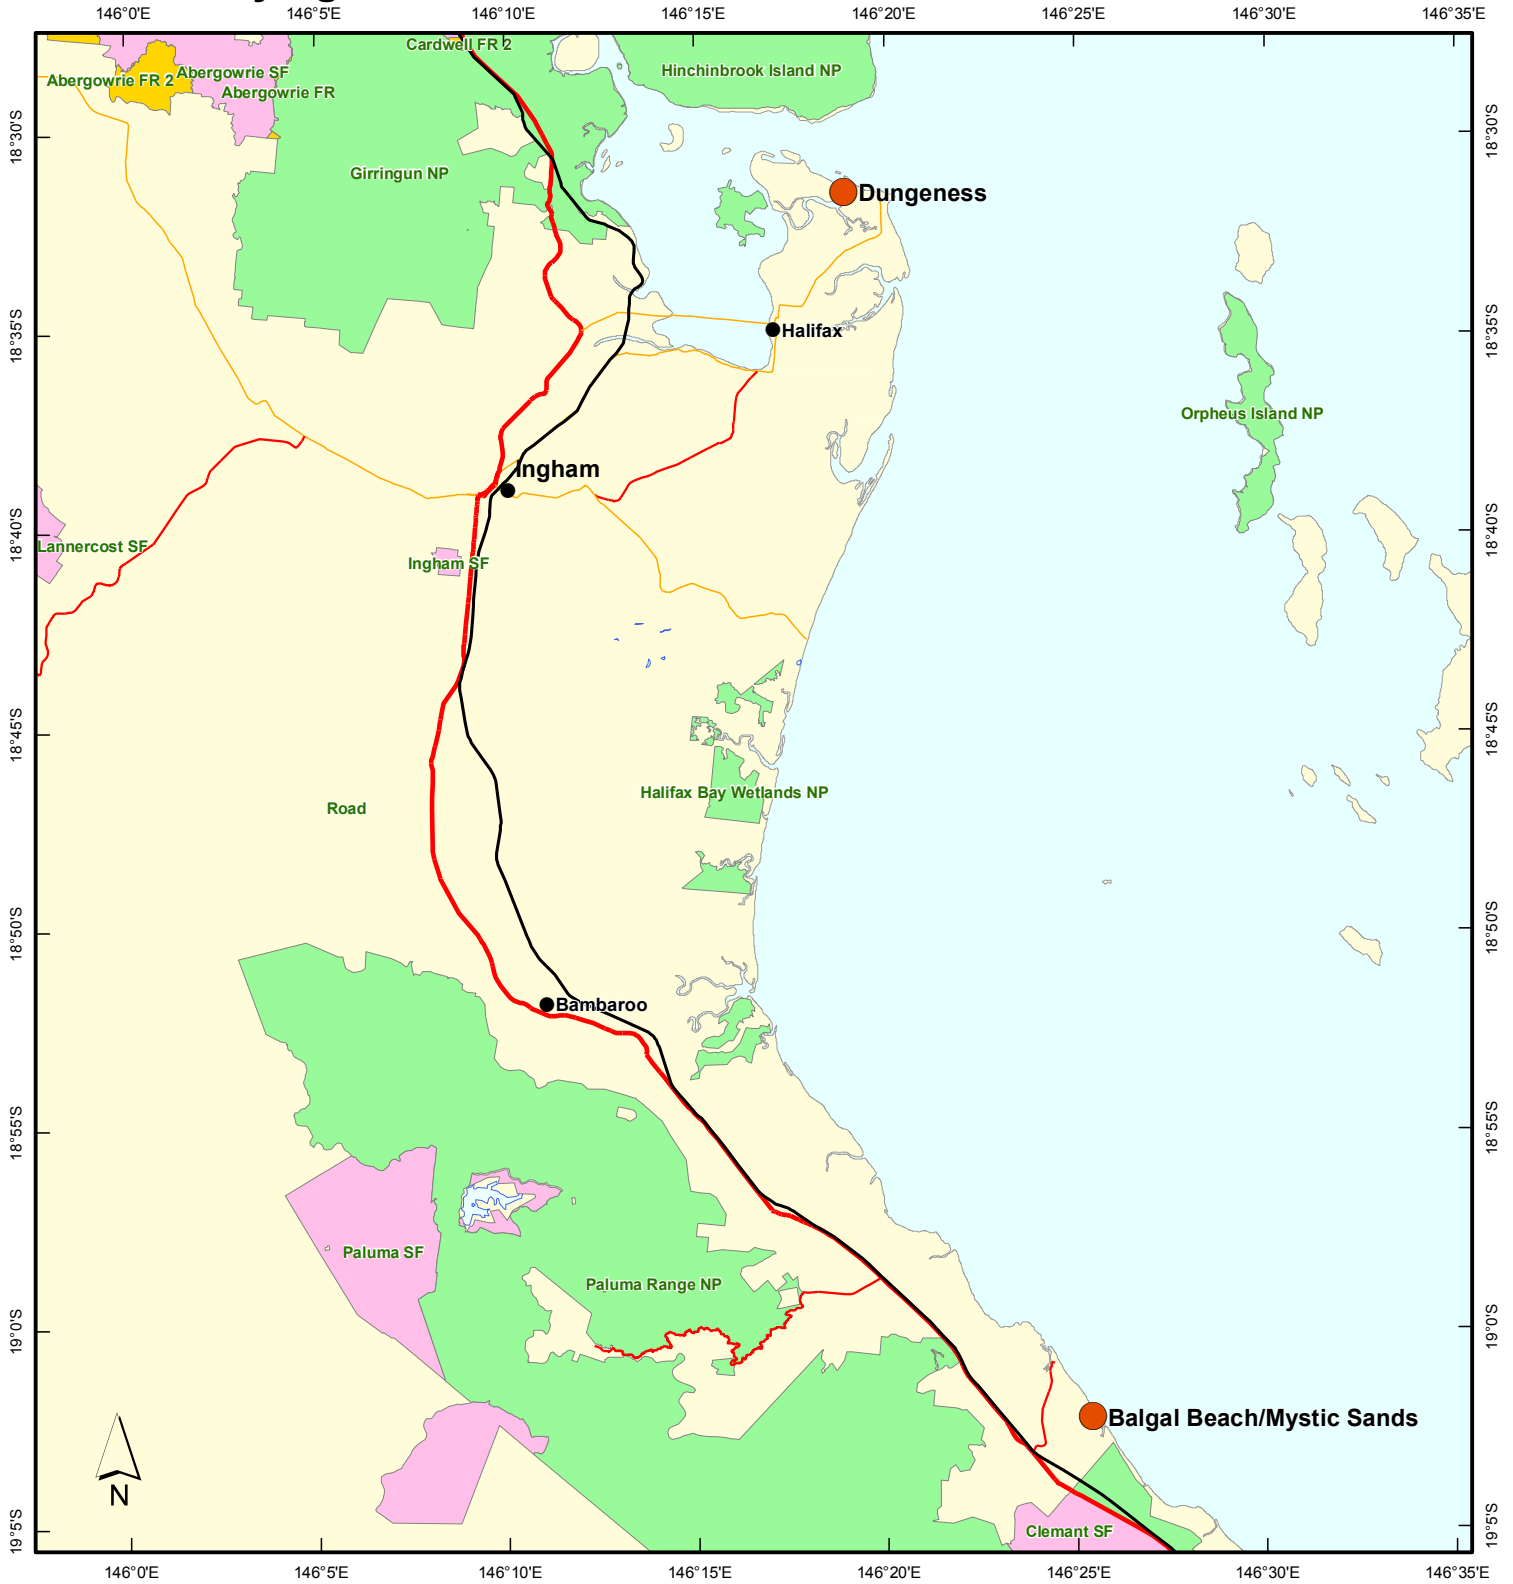 146°0'E 146°5'E 146°10'E 146°15'E 146°20'E 146°25'E 146°30'E 146°35'E
Cardwell FR 2
Hinchinbrook Island NP
Abergowrie SF
Abergowrie FR 2
Abergowrie FR
18°30'S 18°30'S
Girringun NP
Dungeness
18°35'S 18°35'S
Halifax
Orpheus Island NP
Ingham
18°40'S 18°40'S
Lannercost SF
Ingham SF
18°45'S 18°45'S
Halifax Bay Wetlands NP
Road
18°50'S 18°50'S
Bambaroo
18°55'S 18°55'S
Paluma SF
Paluma Range NP
19°0'S 19°0'S
Balgal Beach/Mystic Sands
N
19°5'S 19°5'S
Clemant SF
146°0'E 146°5'E 146°10'E 146°15'E 146°20'E 146°25'E 146°30'E 146°35'E